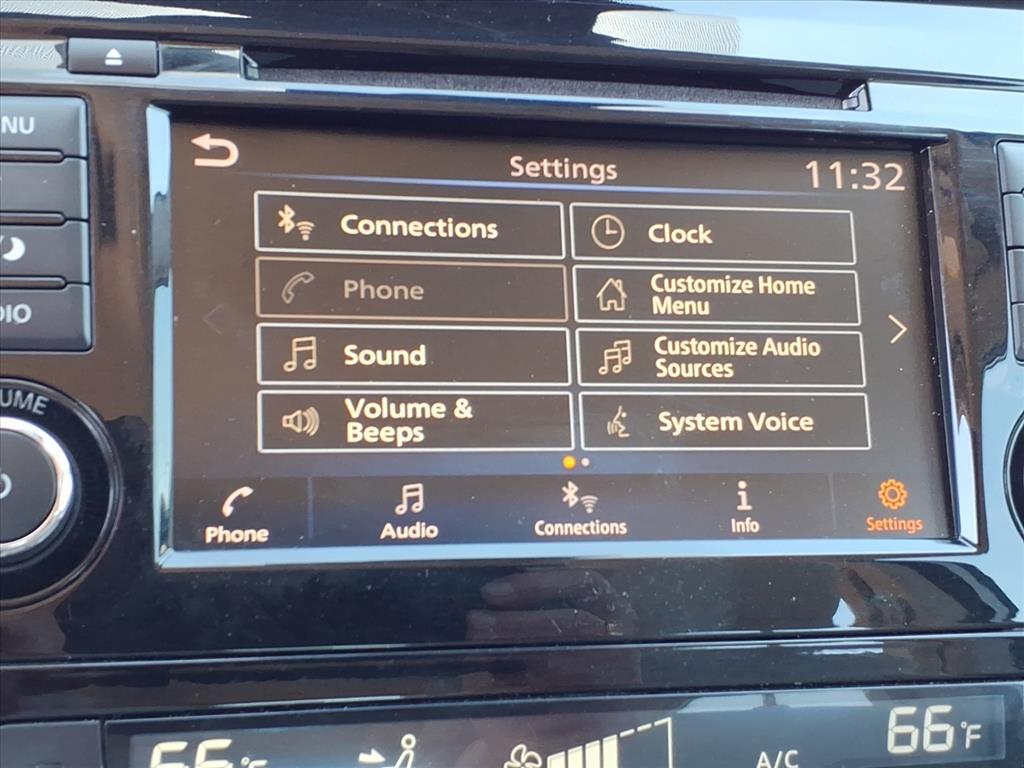 NU
DIO
UME
Settings
11:32
Connections
Clock
Phone
Customize Home
Menu
Sound
Customize Audio
Sources
Volume &
Beeps
System Voice
Phone
Audio
Connections
i
Info
Settings
66°F
A/C
66°F